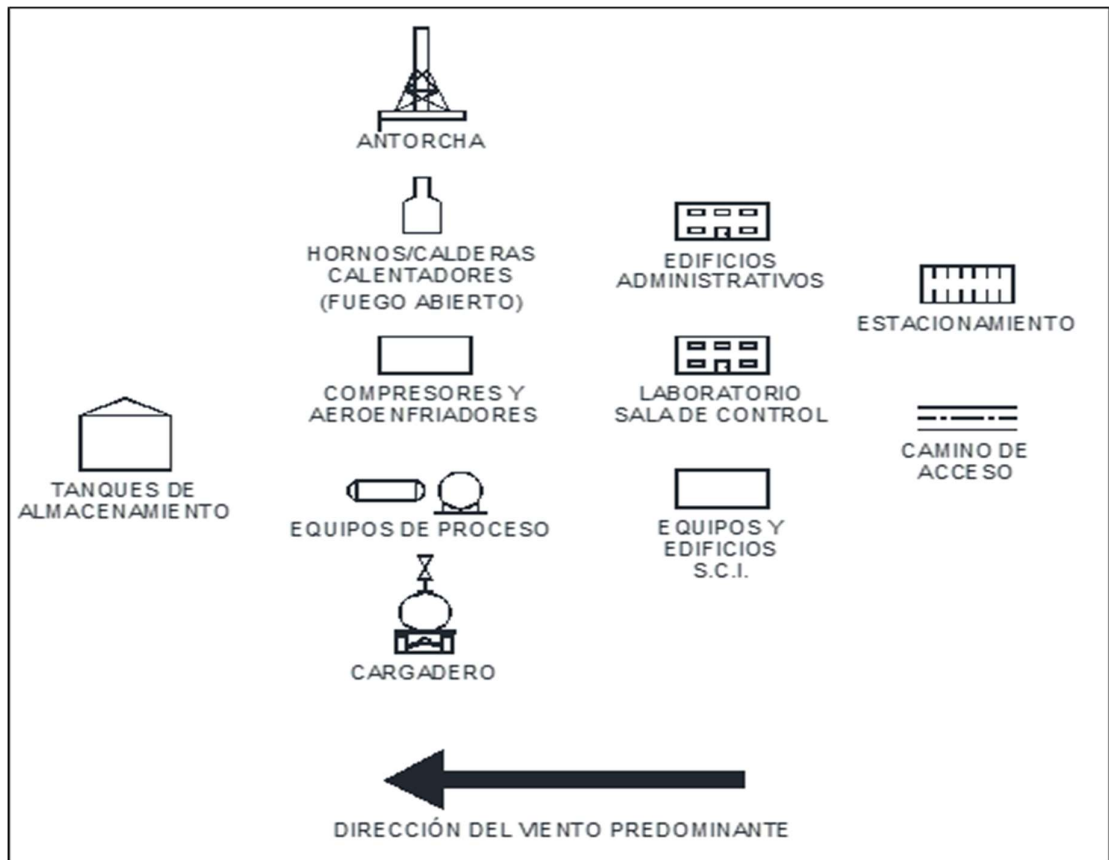 ANTORCHA
HORNOS/CALDERAS
CALENTADORES
(FUEGO ABIERTO)
EDIFICIOS
ADMINISTRATIVOS
ESTACIONAMIENTO
COMPRESORES Y
AEROENFRIADORES
LABORATORIO
SALA DE CONTROL
CAMINO DE
ACCESO
TANQUES DE
ALMACENAMIENTO
EQUIPOS DE PROCESO
EQUIPOS Y
EDIFICIOS
S.C.I.
CARGADERO
DIRECCIÓN DEL VIENTO PREDOMINANTE